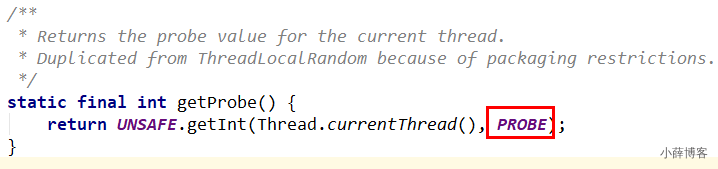 /**
* Returns the probe value for the current thread.
* Duplicated from ThreadLocalRandom because of packaging restrictions.
*/
static final int getProbe() {
return UNSAFE.getInt(Thread.currentThread(), PROBE);
}
小薛博客